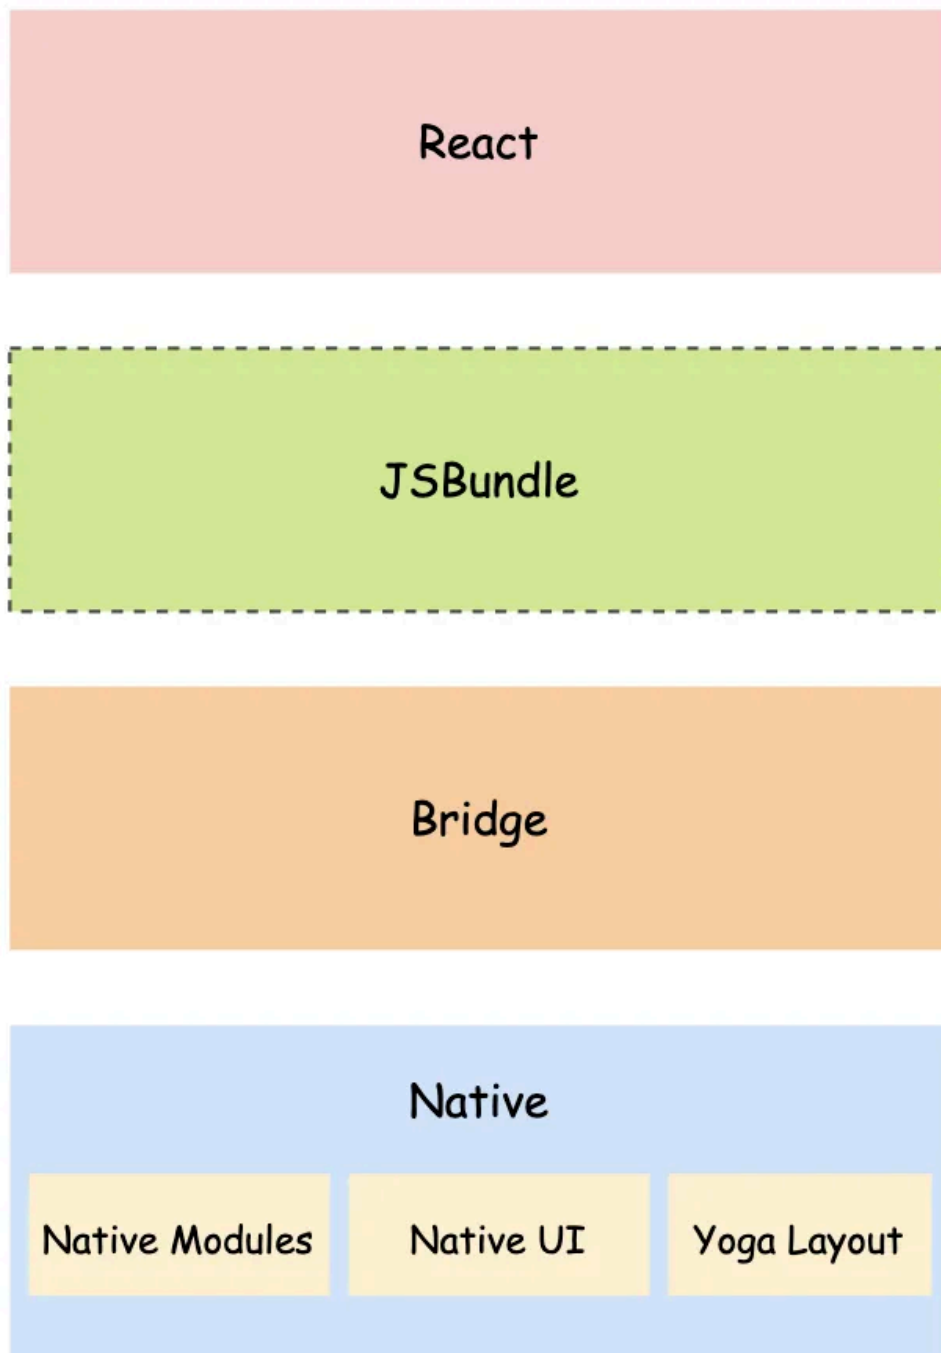 React
JSBundle
Bridge
Native
Native Modules
Native UI
Yoga Layout